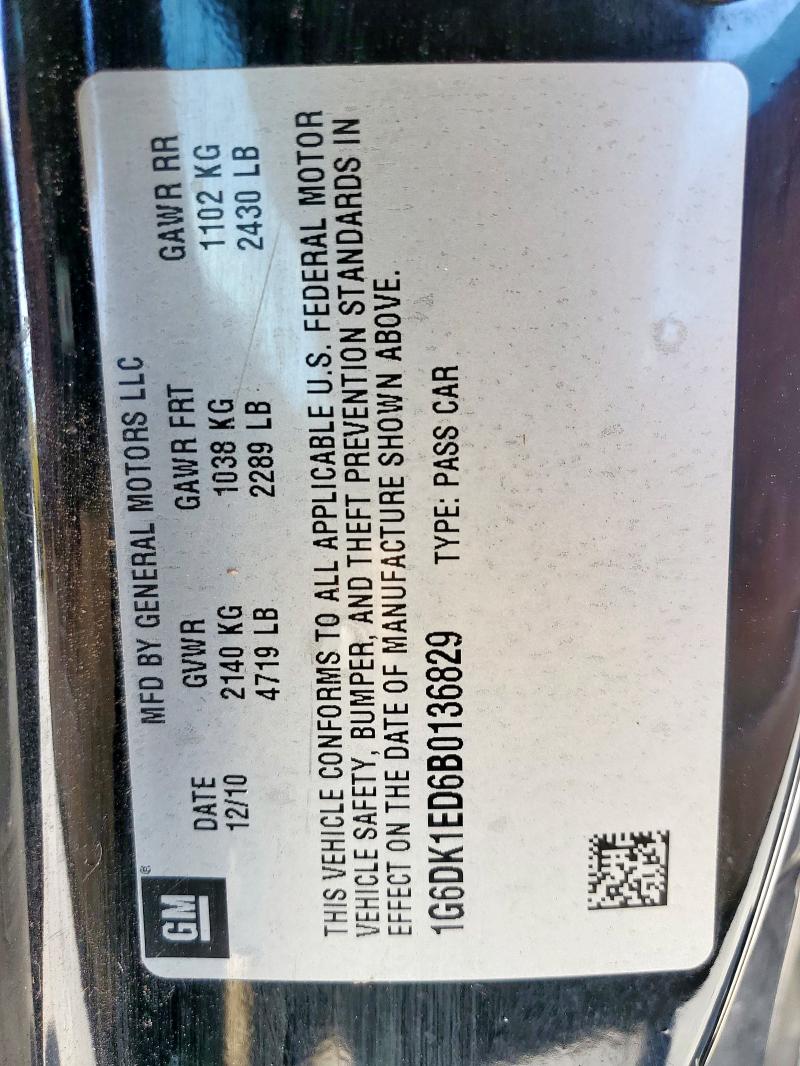 GM®
MFD BY GENERAL MOTORS LLC
DATE GVWR GAWR FRT GAWR RR
12/10 2140 KG 1038 KG 1102 KG
4719 LB 2289 LB 2430 LB
THIS VEHICLE CONFORMS TO ALL APPLICABLE U.S. FEDERAL MOTOR
VEHICLE SAFETY, BUMPER, AND THEFT PREVENTION STANDARDS IN
EFFECT ON THE DATE OF MANUFACTURE SHOWN ABOVE.
1G6DK1ED6B0136829 TYPE: PASS CAR